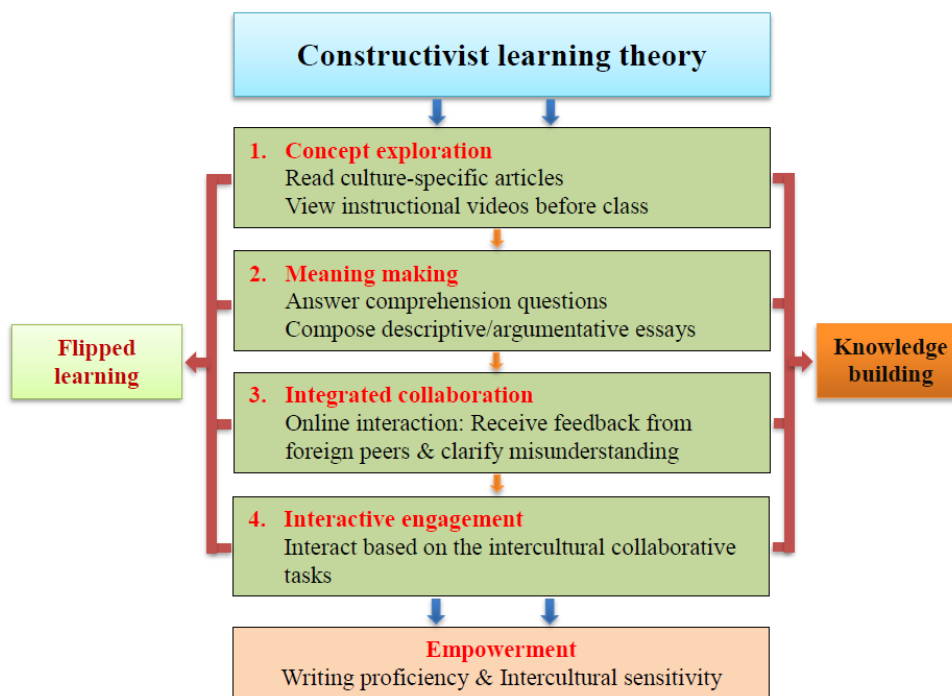 Constructivist learning theory
1. Concept exploration
Read culture-specific articles
View instructional videos before class
2. Meaning making
Answer comprehension questions
Compose descriptive/argumentative essays
Flipped
learning
Knowledge
building
3. Integrated collaboration
Online interaction: Receive feedback from
foreign peers & clarify misunderstanding
4. Interactive engagement
Interact based on the intercultural collaborative
tasks
Empowerment
Writing proficiency & Intercultural sensitivity